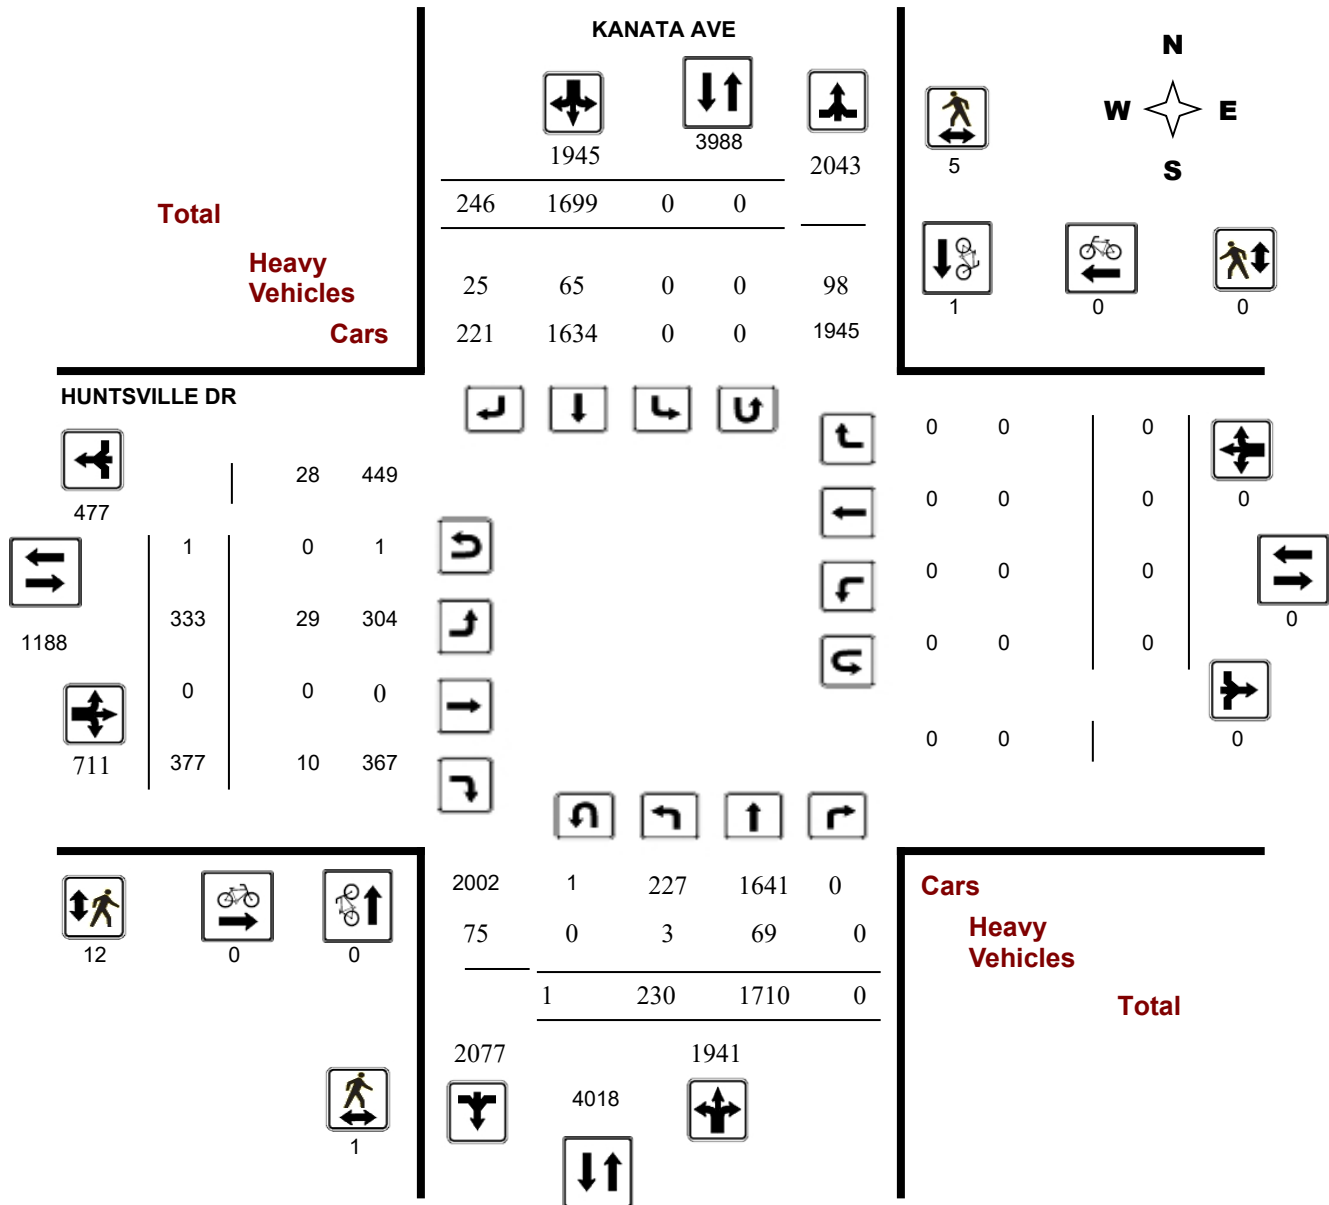 KANATA AVE
N
W E
S
1945 3988 2043 5
246 1699 0 0
Total
Heavy
Vehicles
25 65 0 0 98
1 0 0
Cars
221 1634 0 0 1945
HUNTSVILLE DR
0 0 0
28 449
477
0 0 0 0
1 0 1
0 0 0
333 29 304
0
1188
0 0 0
0 0 0
711 377 10 367
0 0 0
2002 1 227 1641 0
Cars
75 0 3 69 0
Heavy
Vehicles
12 0 0
1 230 1710 0
Total
2077 1941
4018
1